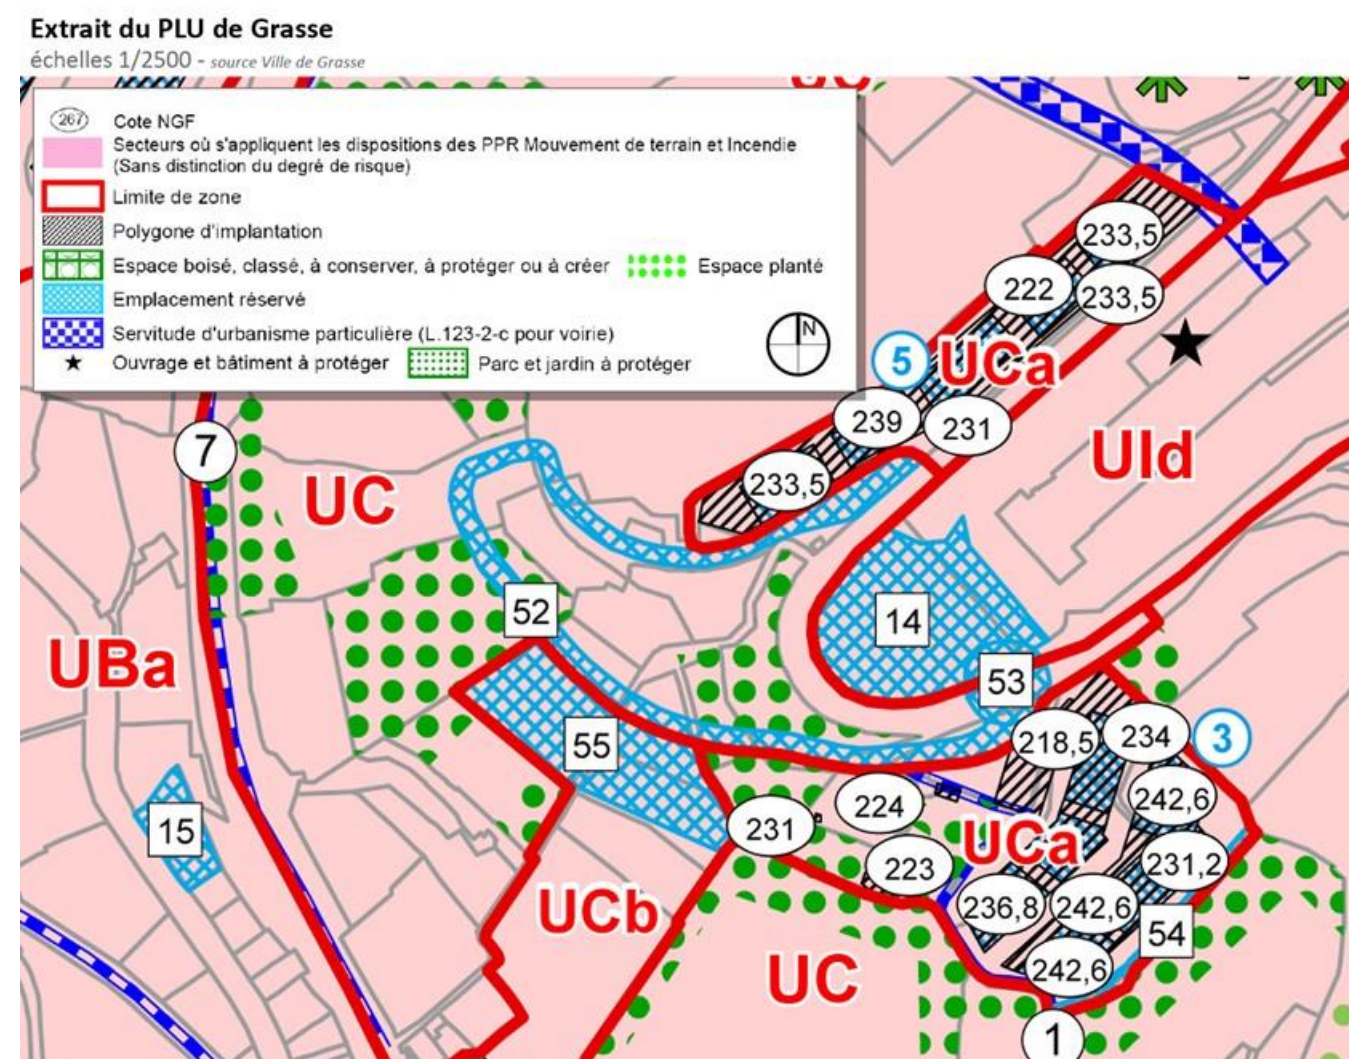 Extrait du PLU de Grasse
échelles 1/2500 - source Ville de Grasse
UC
267 Cote NGF
Secteurs où s'appliquent les dispositions des PPR Mouvement de terrain et Incendie
(Sans distinction du degré de risque)
Limite de zone
Polygone d'implantation
Espace boisé, classé, à conserver, à protéger ou à créer Espace planté
Emplacement réservé
Servitude d'urbanisme particulière (L.123-2-c pour voirie)
Ouvrage et bâtiment à protéger Parc et jardin à protéger
N
233,5
222 233,5
5 UCa
239 231
7 UId
UC 233,5
52 14
UBa 53
55 218,5 234 3
242,6
15 231 224 UCa
223 231,2
UCb 236,8 242,6 54
UC 242,6
1